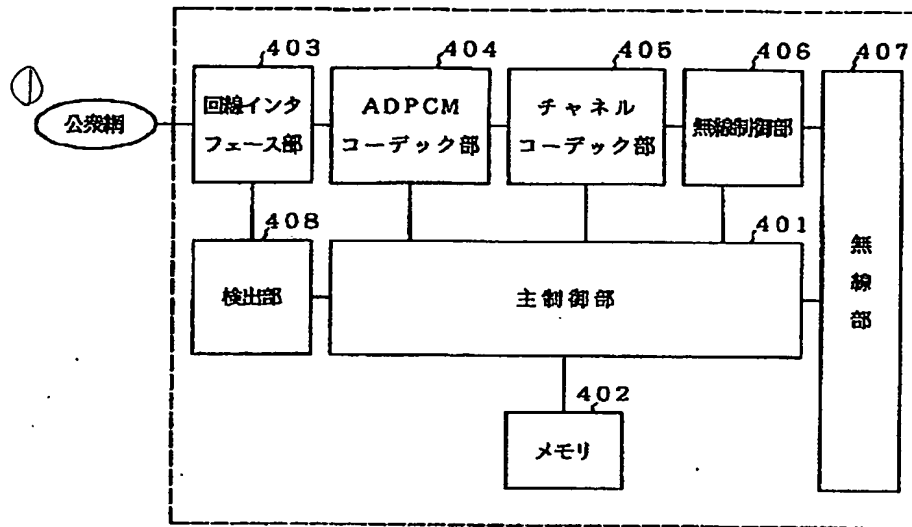 403
404
405
406
407
公衆網
回線インタ
フェース部
ADPCM
コーデック部
チャネル
コーデック部
無線制御部
無線部
408
401
検出部
主制御部
402
メモリ